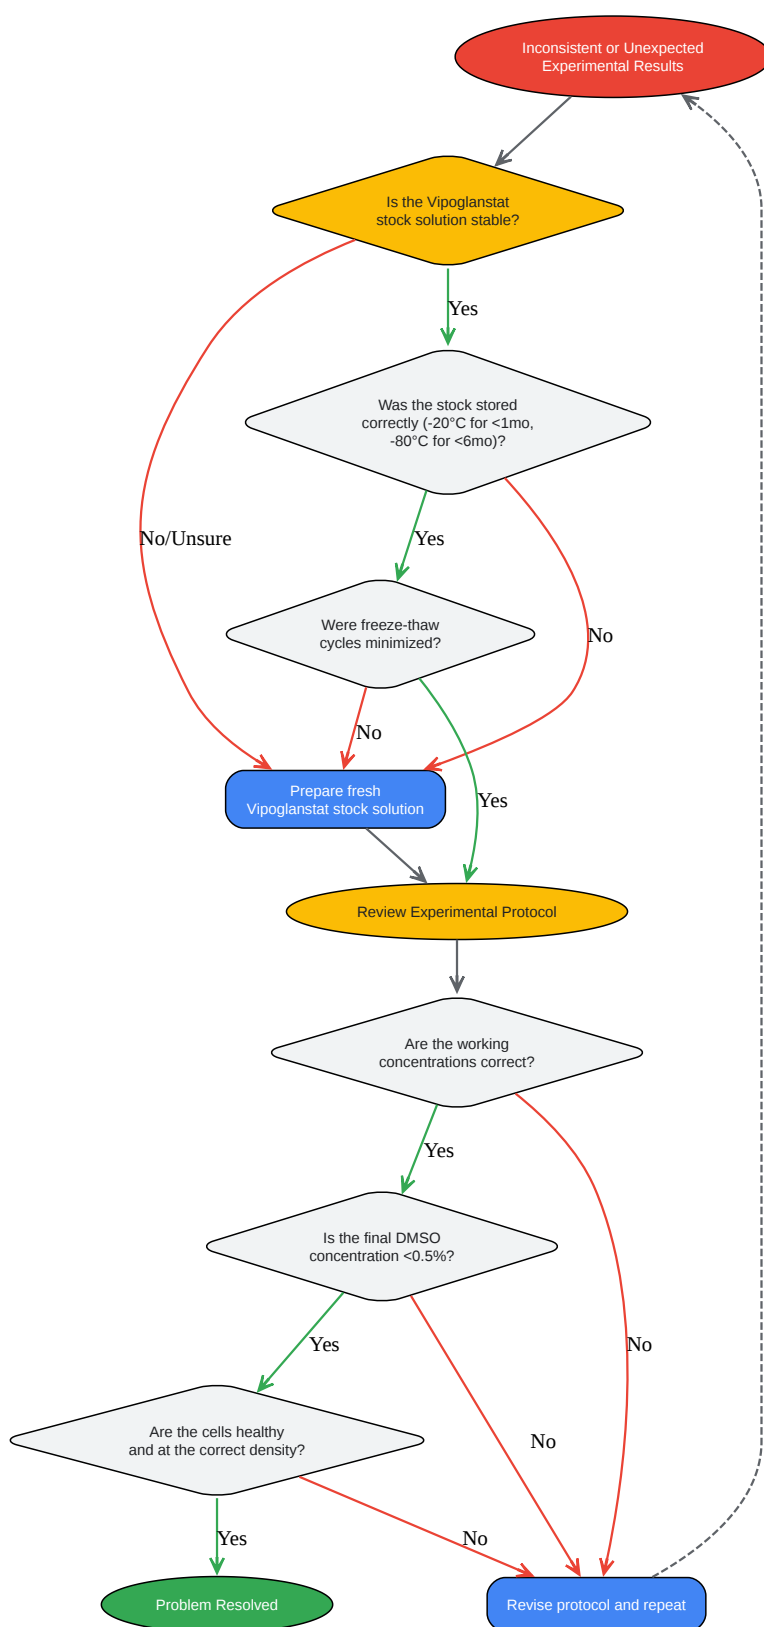 Inconsistent or Unexpected
Experimental Results
Is the Vipoglanstat
stock solution stable?
Yes
Was the stock stored
correctly (-20°C for <1mo,
-80°C for <6mo)?
No/Unsure
Yes
Were freeze-thaw
cycles minimized?
No
No
Prepare fresh
Vipoglanstat stock solution
Yes
Review Experimental Protocol
Are the working
concentrations correct?
Yes
Is the final DMSO
concentration <0.5%?
Yes
No
Are the cells healthy
and at the correct density?
No
Yes
No
Problem Resolved
Revise protocol and repeat